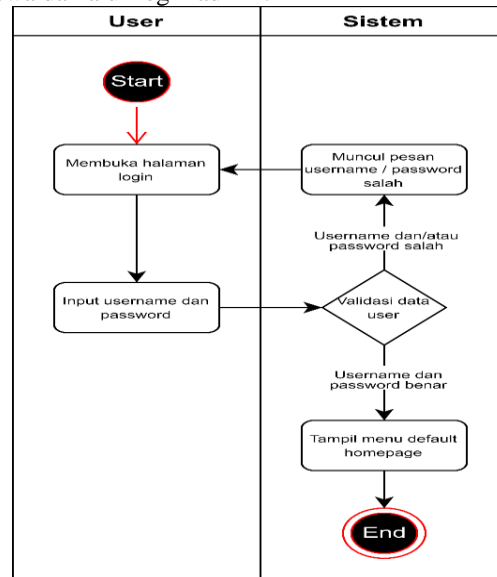 User
Sistem
Start
Membuka halaman
login
Muncul pesan
username / password
salah
Username dan/atau
password salah
Input username dan
password
Validasi data
user
Username dan
password benar
Tampil menu default
homepage
End